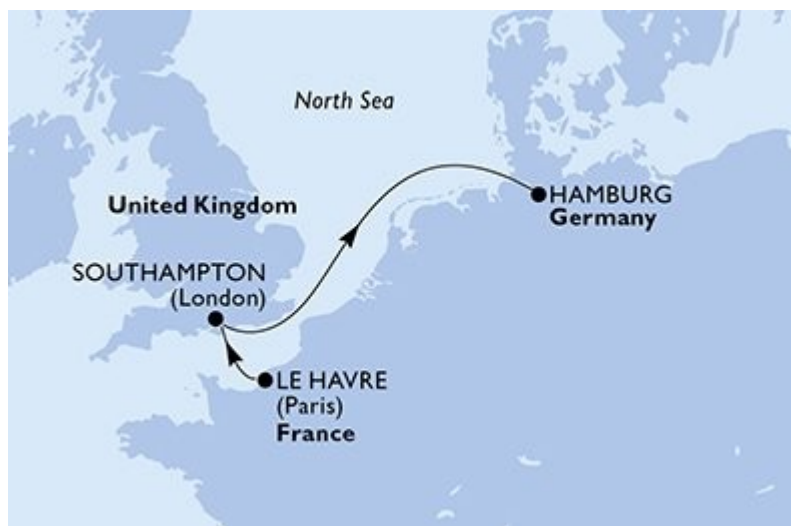 North Sea
HAMBURG
Germany
United Kingdom
SOUTHAMPTON
(London)
LE HAVRE
(Paris)
France